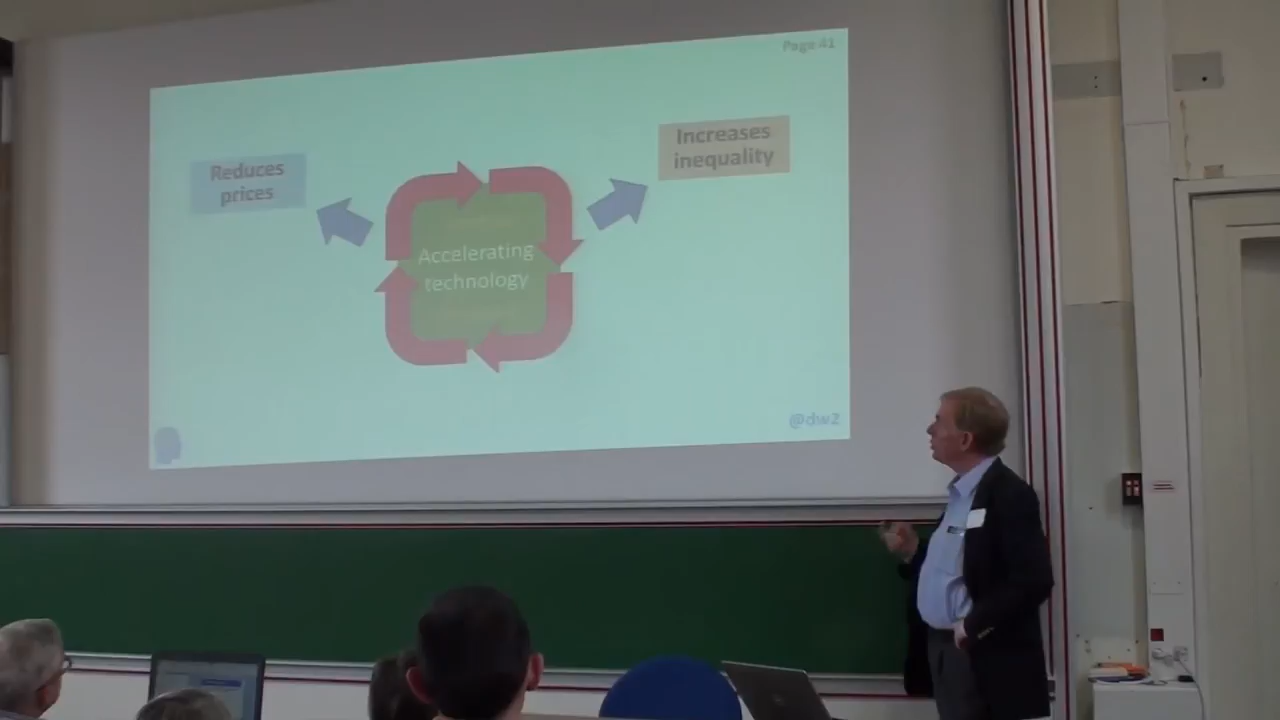 Page 41
Increases
inequality
Reduces
prices
Accelerating
technology
@dw2